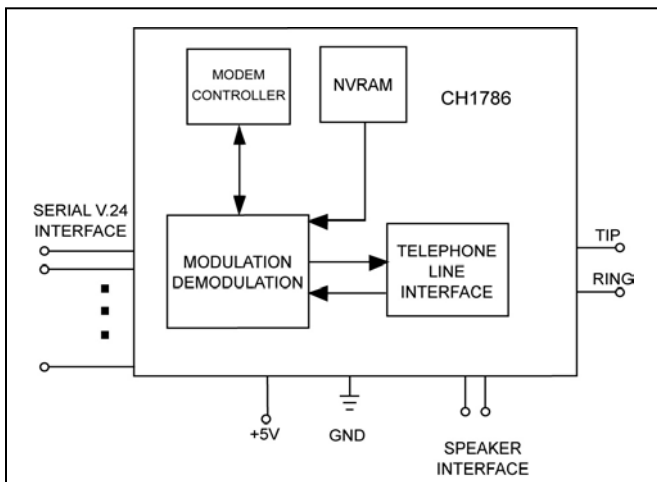 MODEM
CONTROLLER
NVRAM
CH1786
SERIAL V.24
INTERFACE
MODULATION
DEMODULATION
TELEPHONE
LINE
INTERFACE
TIP
RING
+5V
GND
SPEAKER
INTERFACE